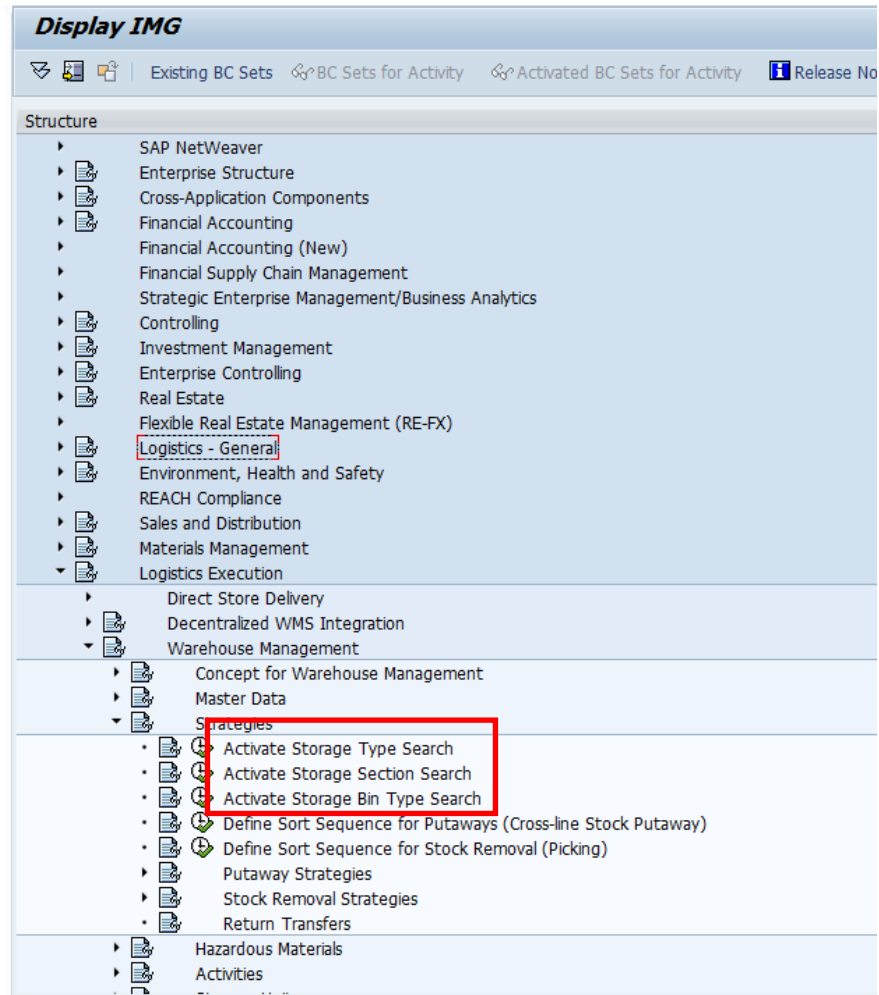 Display IMG
Existing BC Sets BC Sets for Activity Activated BC Sets for Activity Release No
Structure
SAP NetWeaver
Enterprise Structure
Cross-Application Components
Financial Accounting
Financial Accounting (New)
Financial Supply Chain Management
Strategic Enterprise Management/Business Analytics
Controlling
Investment Management
Enterprise Controlling
Real Estate
Flexible Real Estate Management (RE-FX)
Logistics - General
Environment, Health and Safety
REACH Compliance
Sales and Distribution
Materials Management
Logistics Execution
Direct Store Delivery
Decentralized WMS Integration
Warehouse Management
Concept for Warehouse Management
Master Data
Strategies
Activate Storage Type Search
Activate Storage Section Search
Activate Storage Bin Type Search
Define Sort Sequence for Putaways (Cross-line Stock Putaway)
Define Sort Sequence for Stock Removal (Picking)
Putaway Strategies
Stock Removal Strategies
Return Transfers
Hazardous Materials
Activities